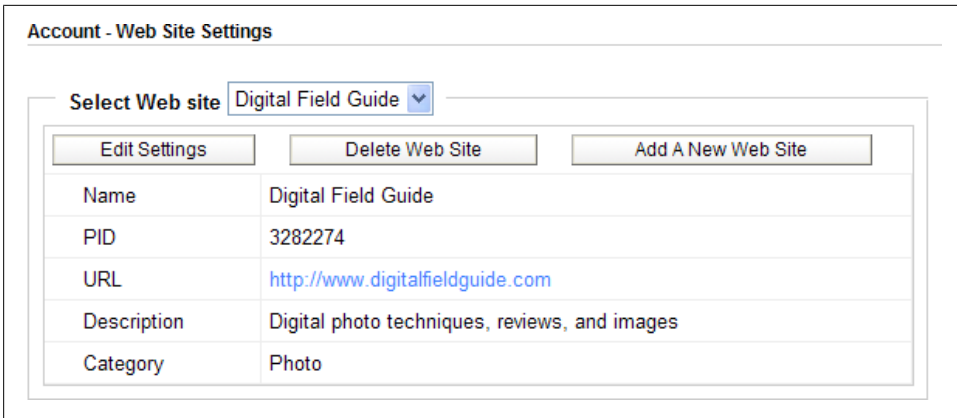 Account - Web Site Settings
Select Web site Digital Field Guide
Edit Settings Delete Web Site Add A New Web Site
Name Digital Field Guide
PID 3282274
URL http://www.digitalfieldguide.com
Description Digital photo techniques, reviews, and images
Category Photo